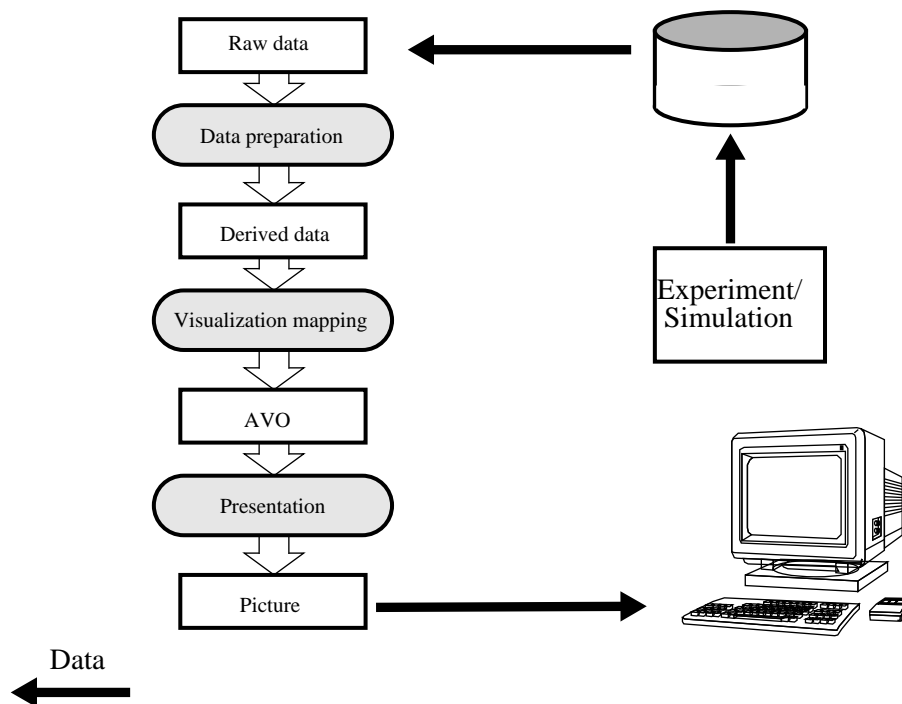 Raw data
Data preparation
Derived data
Visualization mapping
AVO
Presentation
Picture
Experiment/
Simulation
Data